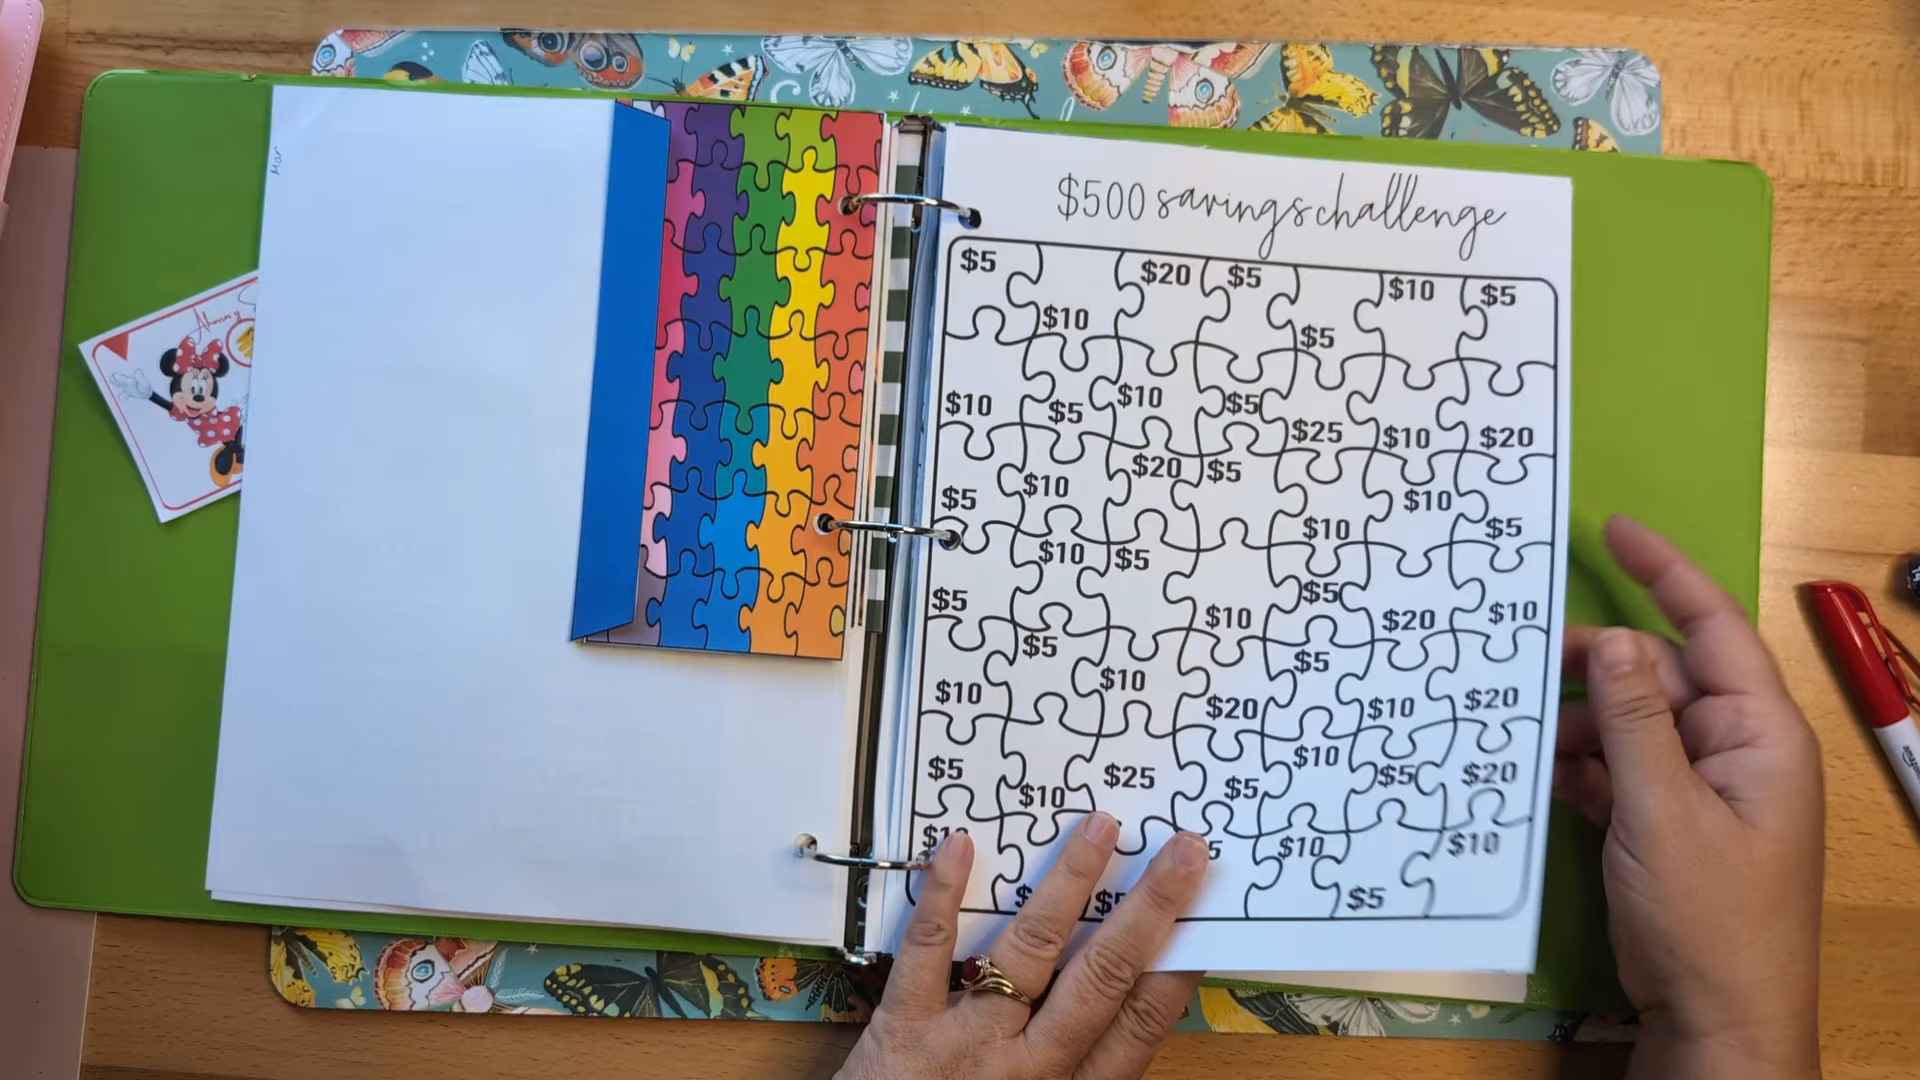 Mar
$500 savings challenge
$5 $10 $20 $5 $5 $10 $5
$10 $5 $10 $5 $25 $10 $20
$5 $10 $20 $5 $10 $10 $5
$5 $10 $5 $10 $5 $20 $10
$10 $5 $10 $20 $5 $10 $20
$5 $10 $25 $5 $10 $5 $20
$10 $5 $10
$5